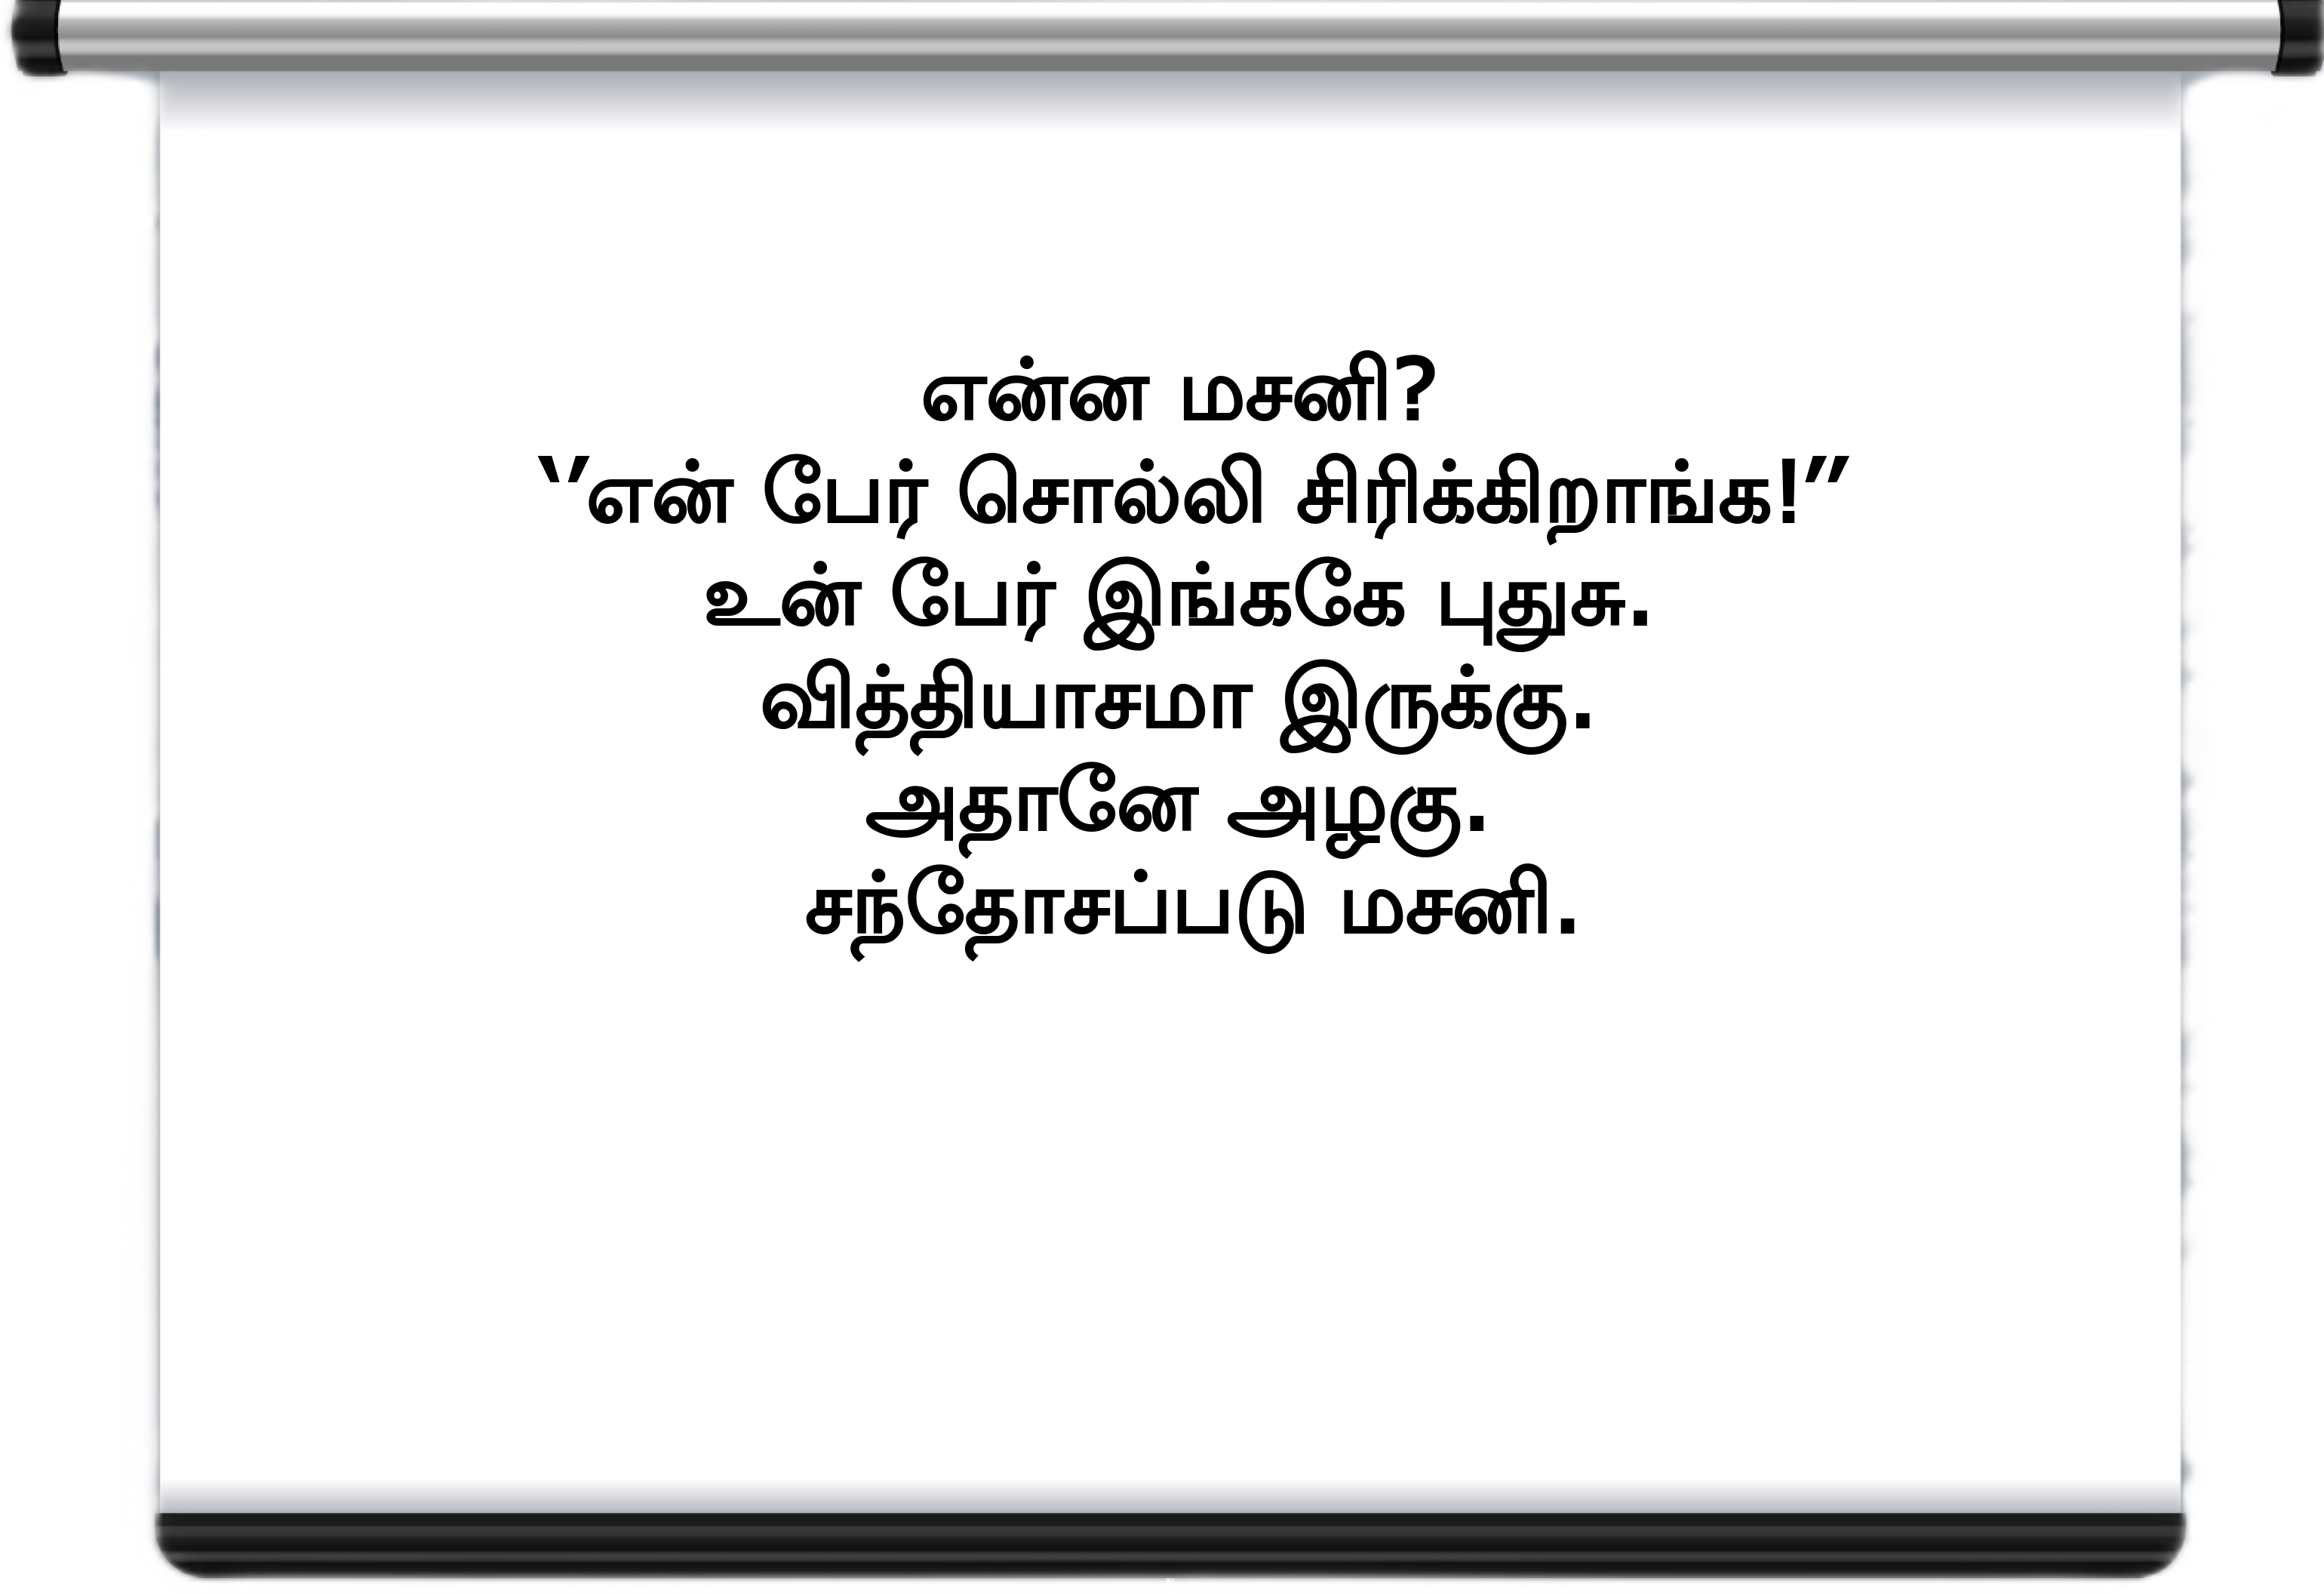 என்ன மசனி?
“என் பேர் சொல்லி சிரிக்கிறாங்க!”
உன் பேர் இங்ககே புதுசு.
வித்தியாசமா இருக்கு.
அதானே அழகு.
சந்தோசப்படு மசனி.